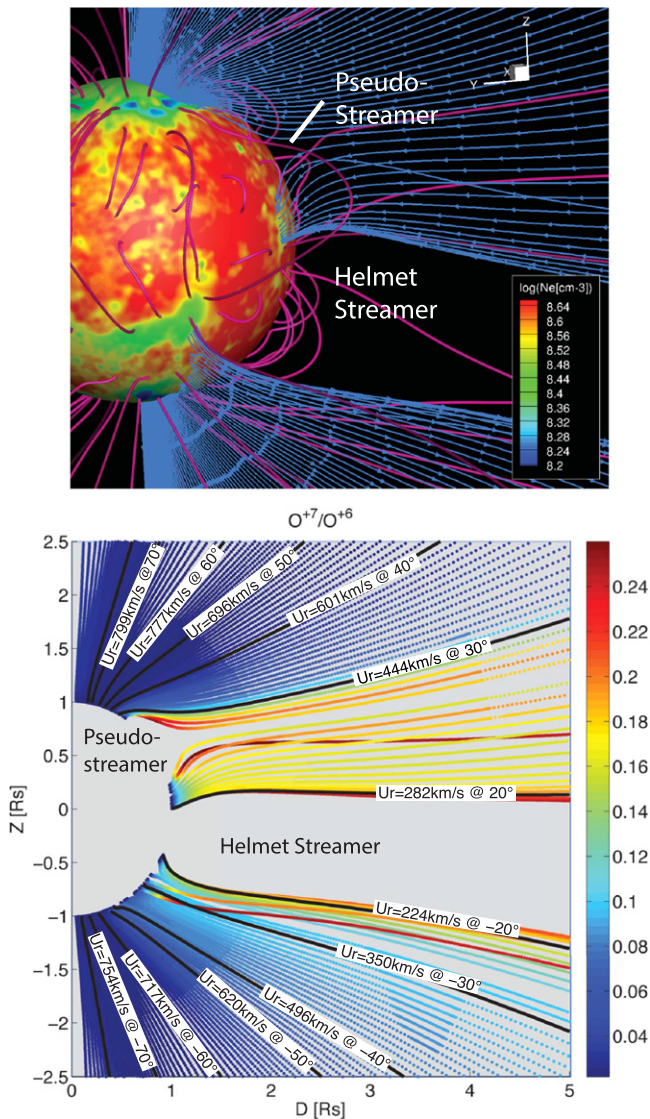 Z
X
Y
Pseudo-
Streamer
Helmet
Streamer
log(Ne[cm-3])
8.64
8.6
8.56
8.52
8.48
8.44
8.4
8.36
8.32
8.28
8.24
8.2
O+7/O+6
2.5
2
1.5
1
0.5
0
−0.5
−1
−1.5
−2
−2.5
Z [Rs]
Ur=799km/s @ 70°
Ur=777km/s @ 60°
Ur=696km/s @ 50°
Ur=601km/s @ 40°
Ur=444km/s @ 30°
Pseudo-
streamer
Ur=282km/s @ 20°
Helmet Streamer
Ur=224km/s @ −20°
Ur=350km/s @ −30°
Ur=496km/s @ −40°
Ur=620km/s @ −50°
Ur=717km/s @ −60°
Ur=754km/s @ −70°
0.24
0.22
0.2
0.18
0.16
0.14
0.12
0.1
0.08
0.06
0.04
0
1
2
3
4
5
D [Rs]